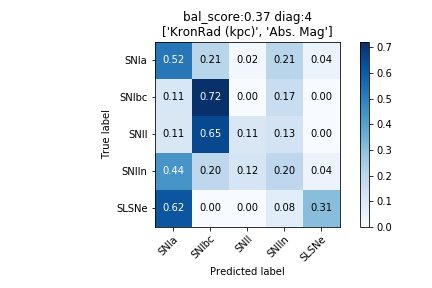 bal_score:0.37 diag:4
['KronRad (kpc)', 'Abs. Mag']
True label
SNIa 0.52 0.21 0.02 0.21 0.04
SNIbc 0.11 0.72 0.00 0.17 0.00
SNII 0.11 0.65 0.11 0.13 0.00
SNIIn 0.44 0.20 0.12 0.20 0.04
SLSNe 0.62 0.00 0.00 0.08 0.31
SNIa SNIbc SNII SNIIn SLSNe
Predicted label
0.7
0.6
0.5
0.4
0.3
0.2
0.1
0.0